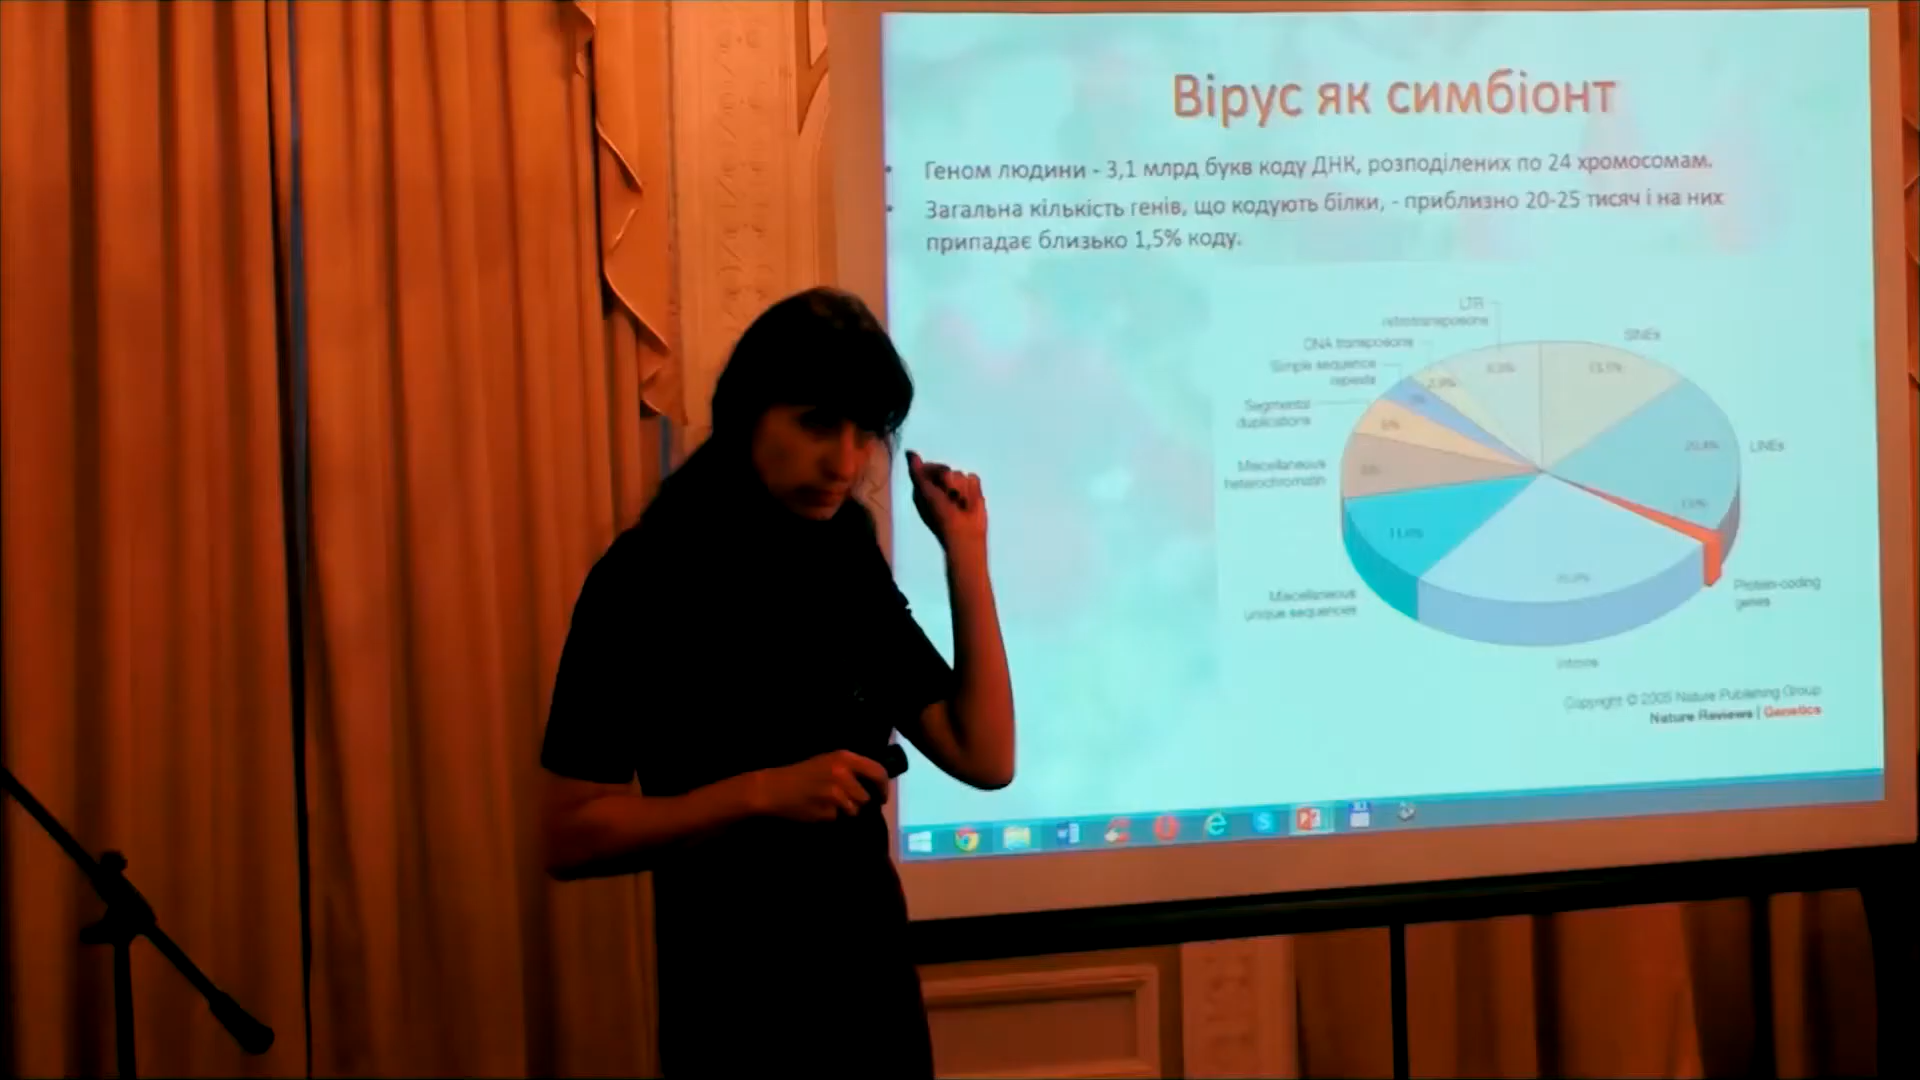 Вірус як симбіонт
• Геном людини - 3,1 млрд букв коду ДНК, розподілених по 24 хромосомам.
• Загальна кількість генів, що кодують білки, - приблизно 20-25 тисяч і на них
припадає близько 1,5% коду.
LTR
retrotransposons
SINEs
DNA transposons
Simple sequence
repeats
Segmental
duplications
LINEs
Miscellaneous
heterochromatin
Miscellaneous
unique sequences
Protein-coding
genes
Introns
Copyright © 2005 Nature Publishing Group
Nature Reviews | Genetics